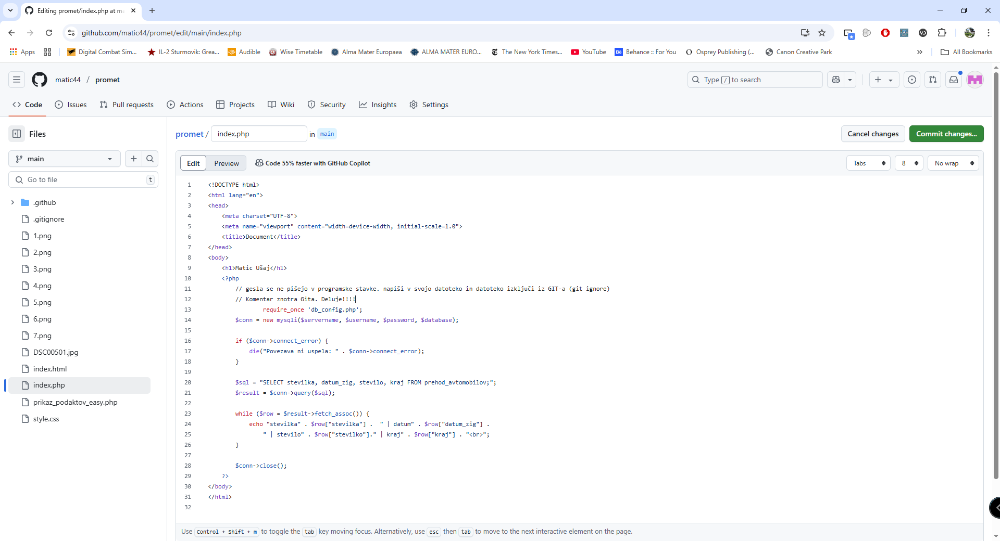 Editing promet/index.php at ma
github.com/matic44/promet/edit/main/index.php
Apps
Digital Combat Sim...
IL-2 Sturmovik: Grea...
Audible
Wise Timetable
Alma Mater Europaea
ALMA MATER EURO...
The New York Times...
YouTube
Bē
Behance :: For You
Osprey Publishing (...
Canon Creative Park
All Bookmarks
matic44 / promet
Type / to search
Code
Issues
Pull requests
Actions
Projects
Wiki
Security
Insights
Settings
Files
main
Go to file
t
.github
.gitignore
1.png
2.png
3.png
4.png
5.png
6.png
7.png
DSC00501.jpg
index.html
index.php
prikaz_podaktov_easy.php
style.css
promet / index.php in main
Cancel changes
Commit changes...
Edit
Preview
Code 55% faster with GitHub Copilot
Tabs
8
No wrap
1 <!DOCTYPE html>
2 <html lang="en">
3 <head>
4 <meta charset="UTF-8">
5 <meta name="viewport" content="width=device-width, initial-scale=1.0">
6 <title>Document</title>
7 </head>
8 <body>
9 <h1>Matic Ušaj</h1>
10 <?php
11 // gesla se ne pišejo v programske stavke. napiši v svojo datoteko in datoteko izključi iz GIT-a (git ignore)
12 // Komentar znotra Gita. Deluje!!!!
13 require_once 'db_config.php';
14 $conn = new mysqli($servername, $username, $password, $database);
15
16 if ($conn->connect_error) {
17 die("Povezava ni uspela: " . $conn->connect_error);
18 }
19
20 $sql = "SELECT stevilka, datum_zig, stevilo, kraj FROM prehod_avtomobilov;";
21 $result = $conn->query($sql);
22
23 while ($row = $result->fetch_assoc()) {
24 echo "stevilka" . $row["stevilka"] .  " | datum" . $row["datum_zig"] .
25 " | stevilo" . $row["stevilko"]." | kraj" . $row["kraj"] . "<br>";
26 }
27
28 $conn->close();
29 ?>
30 </body>
31 </html>
32
Use Control + Shift + m to toggle the tab key moving focus. Alternatively, use esc then tab to move to the next interactive element on the page.